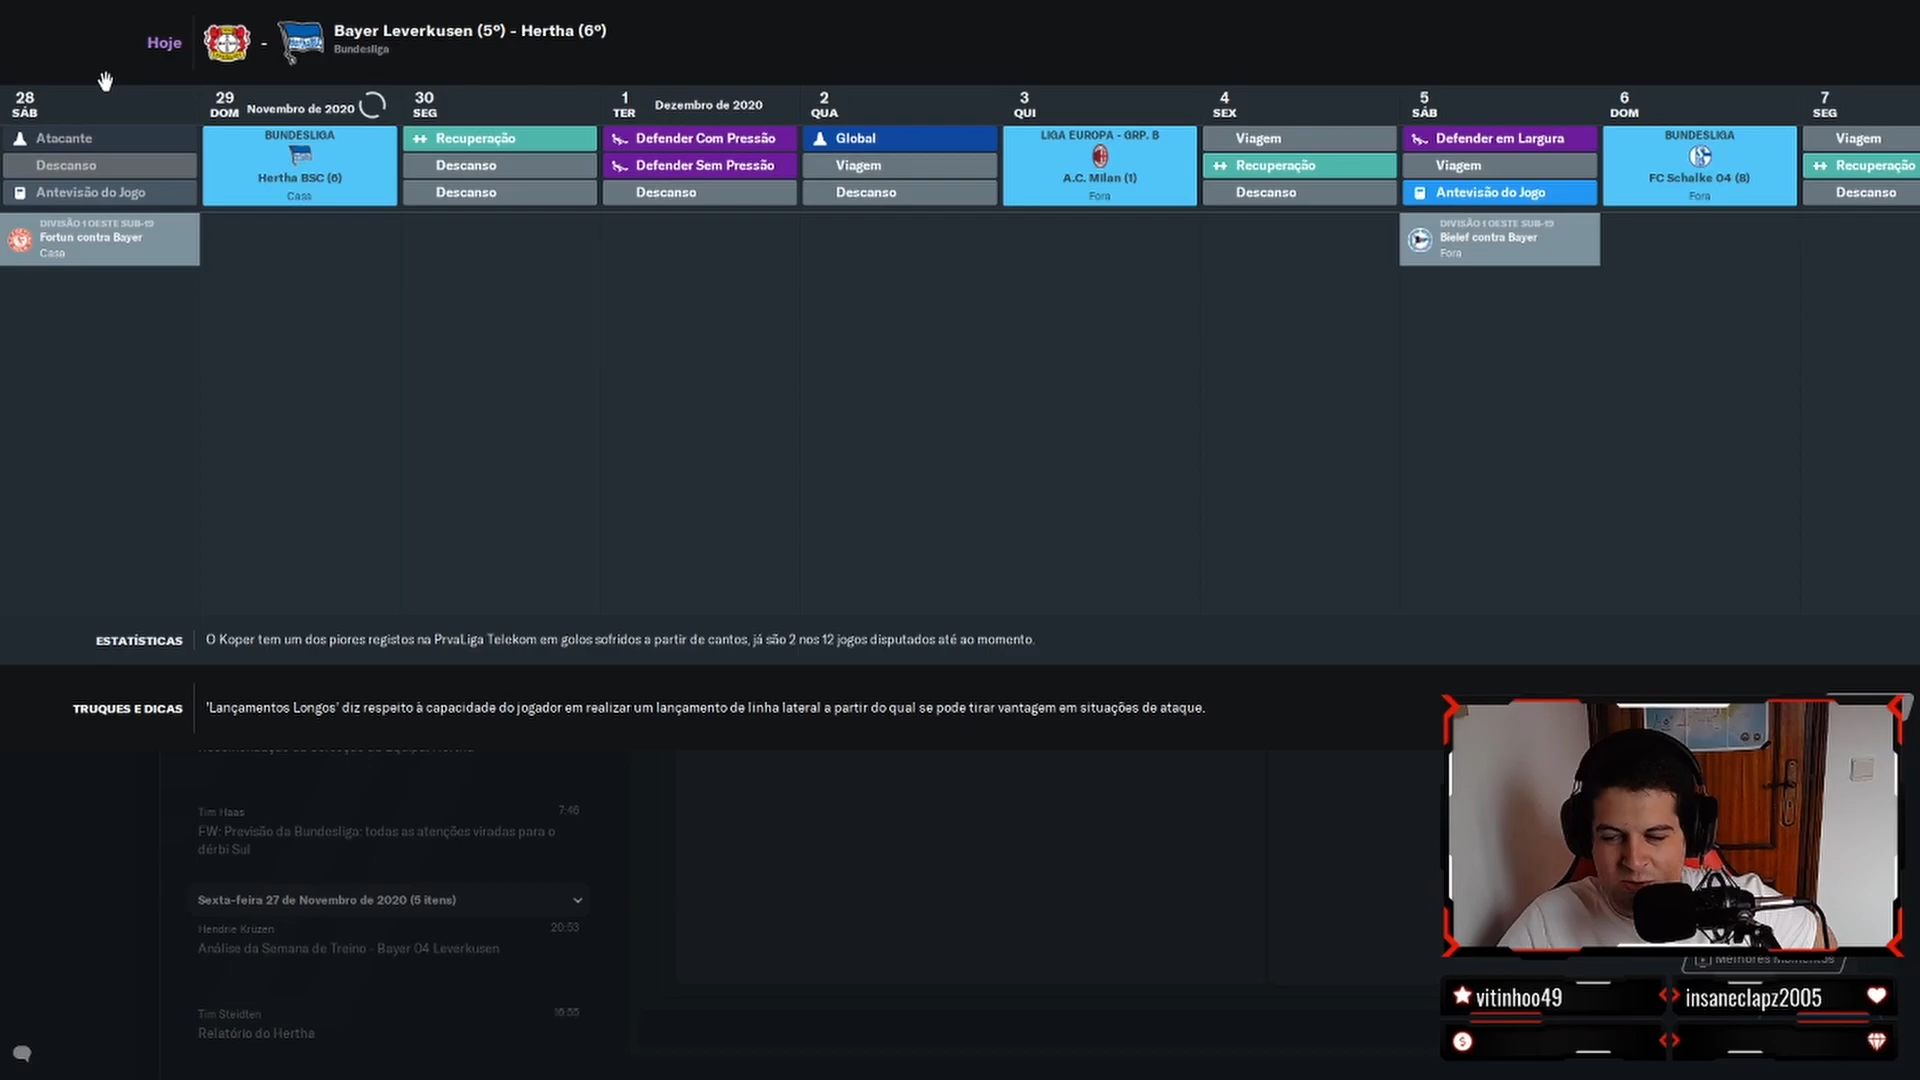 Hoje
Bayer Leverkusen (5º) - Hertha (6º)
Bundesliga
28 SÁB
29 DOM Novembro de 2020
30 SEG
1 TER Dezembro de 2020
2 QUA
3 QUI
4 SEX
5 SÁB
6 DOM
7 SEG
Atacante
Descanso
Antevisão do Jogo
BUNDESLIGA
Hertha BSC (6)
Casa
Recuperação
Descanso
Descanso
Defender Com Pressão
Defender Sem Pressão
Descanso
Global
Viagem
Descanso
LIGA EUROPA - GRP. B
A.C. Milan (1)
Fora
Viagem
Recuperação
Descanso
Defender em Largura
Viagem
Antevisão do Jogo
BUNDESLIGA
FC Schalke 04 (8)
Fora
Viagem
Recuperação
Descanso
DIVISÃO 1 OESTE SUB-19
Fortun contra Bayer
Casa
DIVISÃO 1 OESTE SUB-19
Bielef contra Bayer
Fora
ESTATÍSTICAS
O Koper tem um dos piores registos na PrvaLiga Telekom em golos sofridos a partir de cantos, já são 2 nos 12 jogos disputados até ao momento.
TRUQUES E DICAS
'Lançamentos Longos' diz respeito à capacidade do jogador em realizar um lançamento de linha lateral a partir do qual se pode tirar vantagem em situações de ataque.
Tim Haas 7:46
FW: Previsão da Bundesliga: todas as atenções viradas para o
dérbi Sul
Sexta-feira 27 de Novembro de 2020 (5 itens)
Hendrie Krüzen 20:53
Análise da Semana de Treino - Bayer 04 Leverkusen
Tim Steidten 16:55
Relatório do Hertha
Melhores Momentos
vitinhoo49
insaneclapz2005